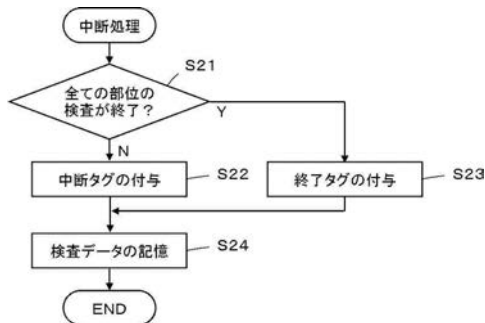 中断処理
S21
全ての部位の
検査が終了？
Y
N
中断タグの付与
S22
終了タグの付与
S23
検査データの記憶
S24
END